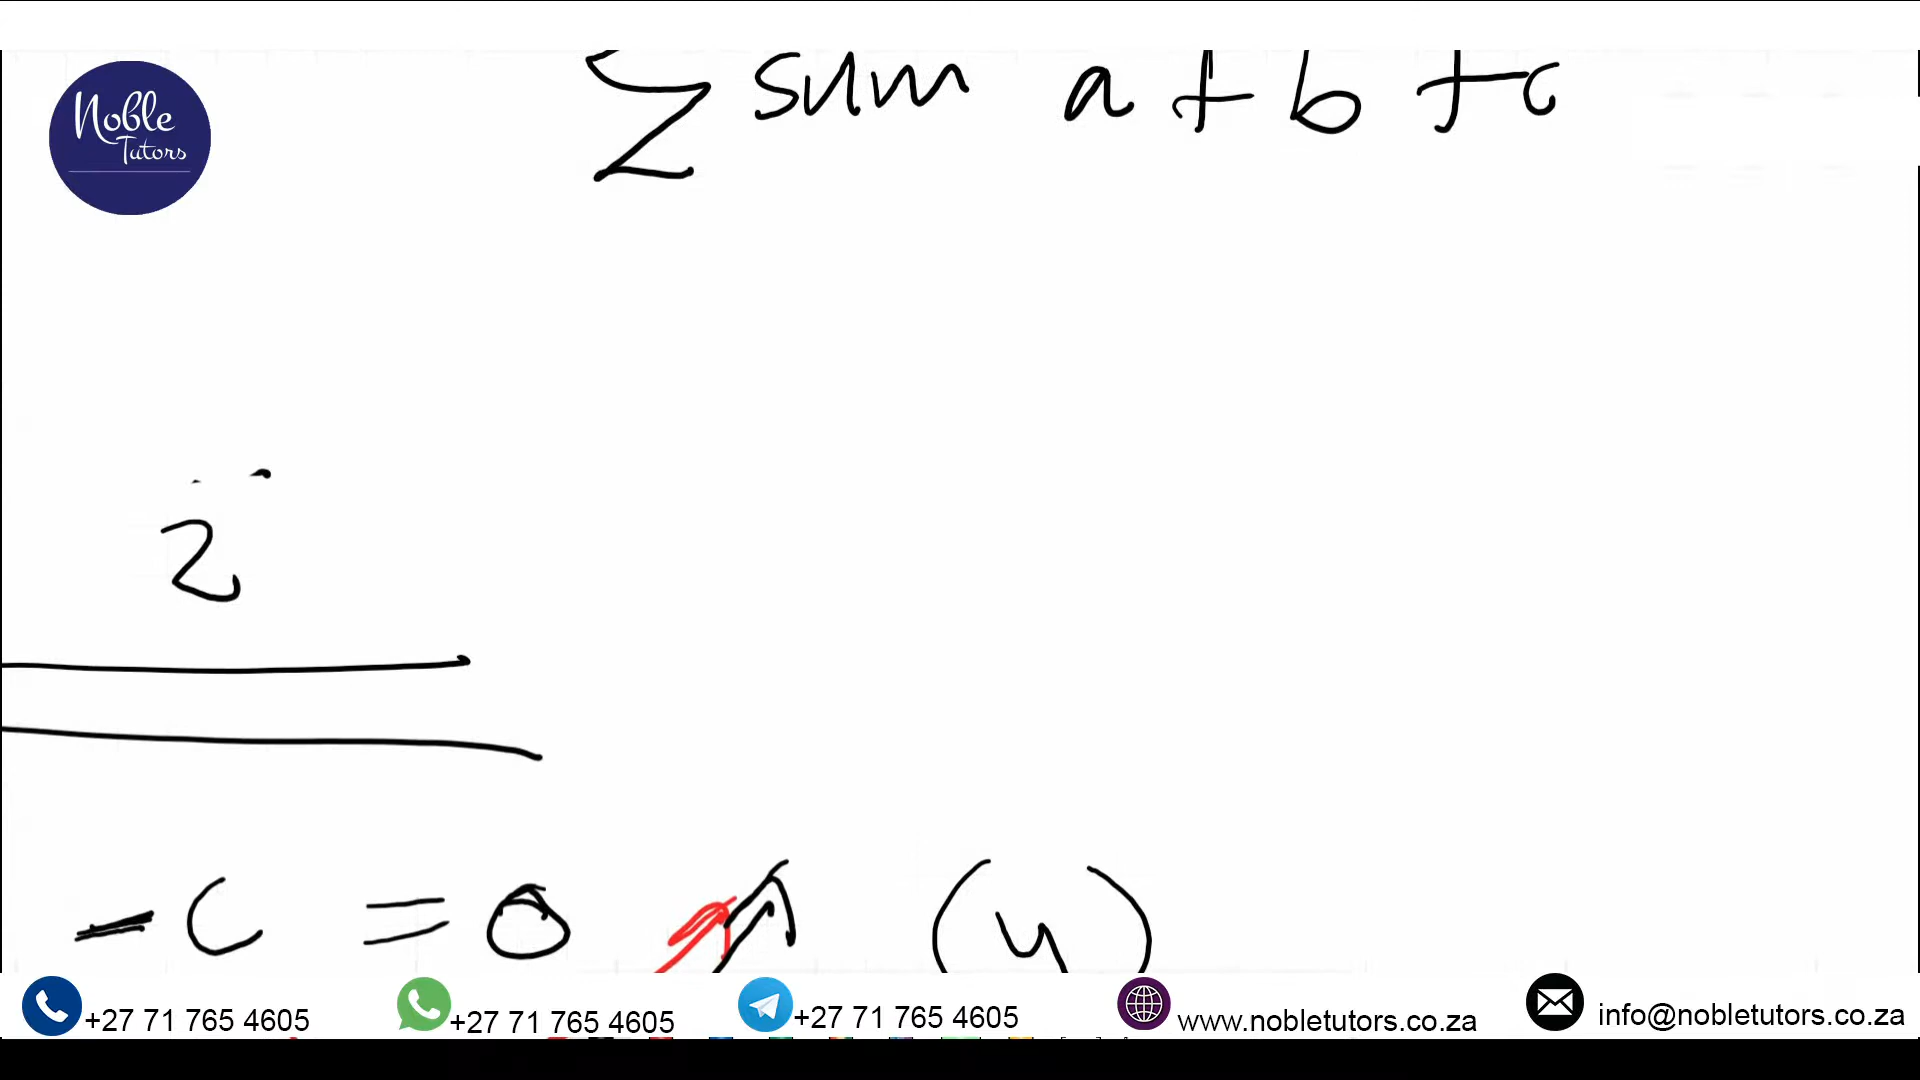 Noble
Tutors
∑ sum a + b + c
2
- C = 0 (y)
+27 71 765 4605
+27 71 765 4605
+27 71 765 4605
www.nobletutors.co.za
info@nobletutors.co.za